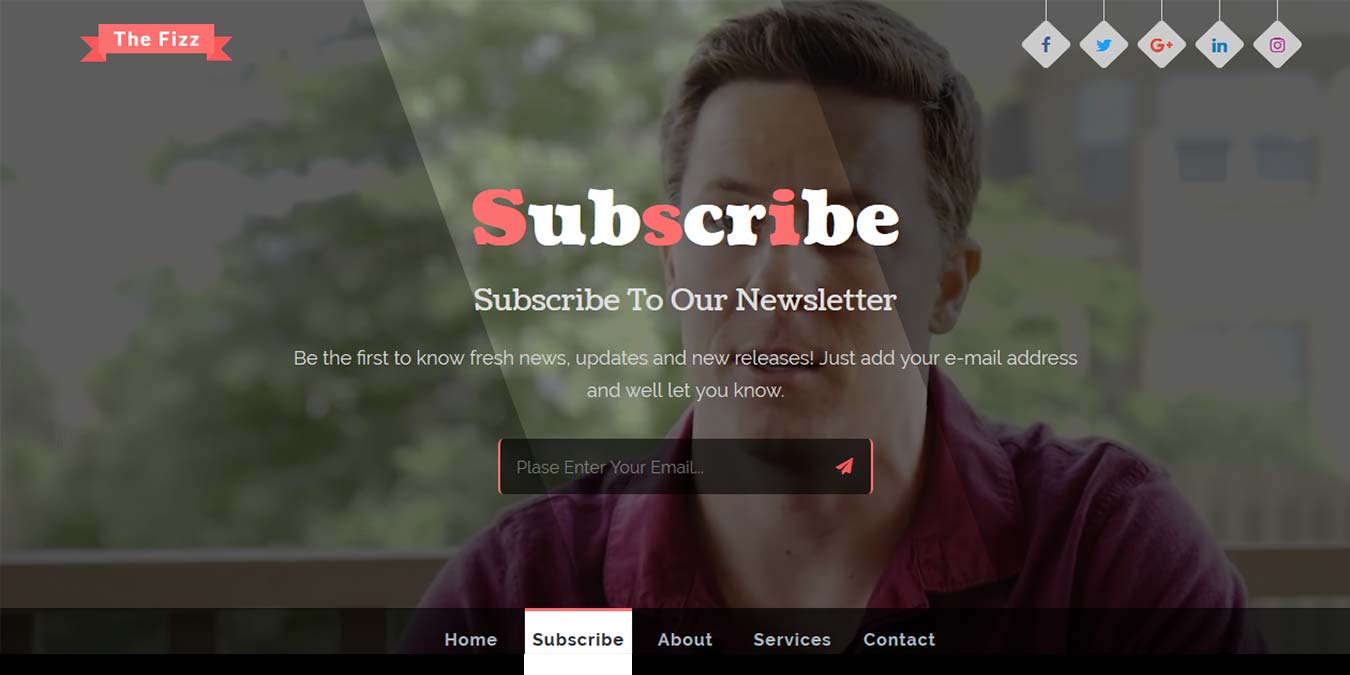 The Fizz
Subscribe
Subscribe To Our Newsletter
Be the first to know fresh news, updates and new releases! Just add your e-mail address
and well let you know.
Plase Enter Your Email...
Home Subscribe About Services Contact